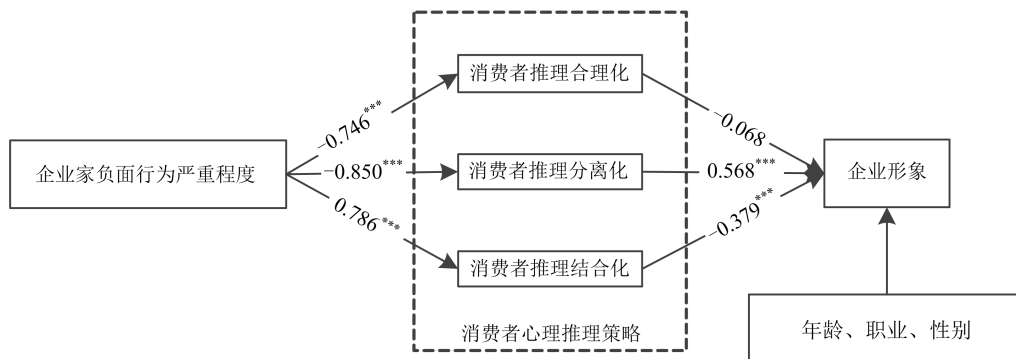 消费者推理合理化
−0.746***
−0.068
企业家负面行为严重程度
−0.850***
消费者推理分离化
0.568***
企业形象
0.786***
−0.379***
消费者推理结合化
消费者心理推理策略
年龄、职业、性别